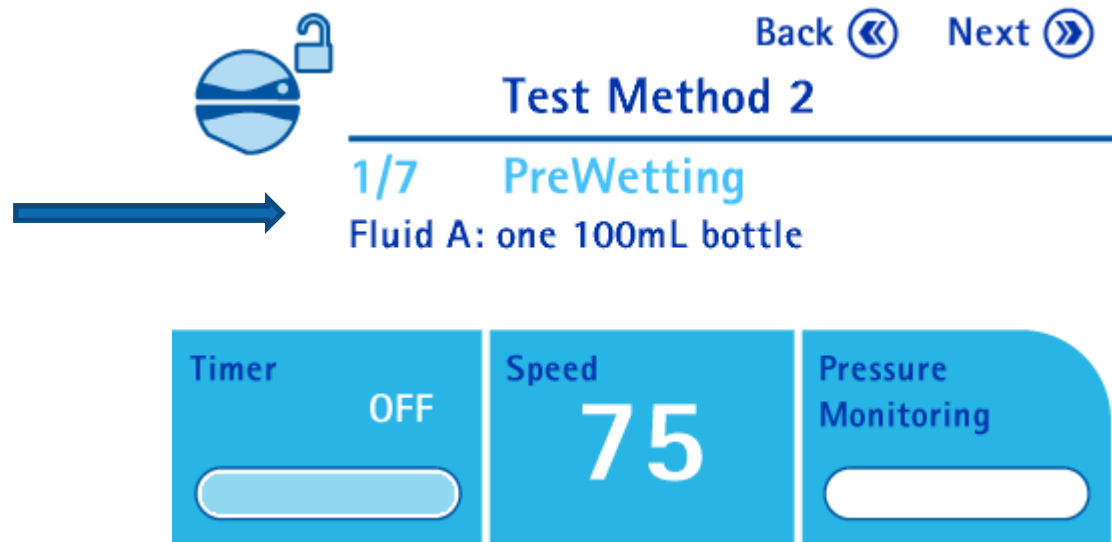 Back Next
Test Method 2
1/7 PreWetting
Fluid A: one 100mL bottle
Timer
OFF
Speed
75
Pressure
Monitoring